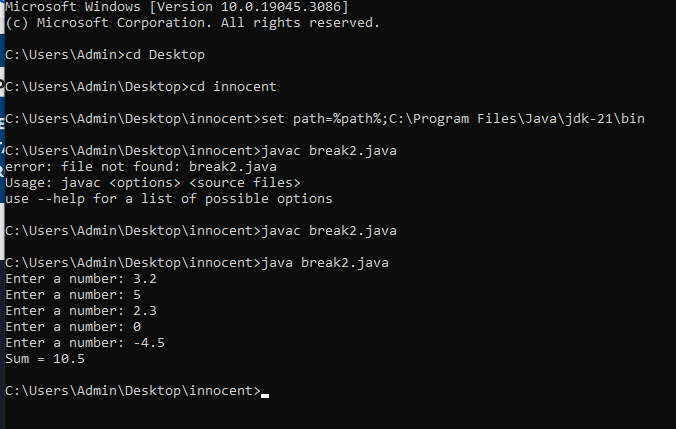 Microsoft Windows [Version 10.0.19045.3086]
(c) Microsoft Corporation. All rights reserved.
C:\Users\Admin>cd Desktop
C:\Users\Admin\Desktop>cd innocent
C:\Users\Admin\Desktop\innocent>set path=%path%;C:\Program Files\Java\jdk-21\bin
C:\Users\Admin\Desktop\innocent>javac break2.java
error: file not found: break2.java
Usage: javac <options> <source files>
use --help for a list of possible options
C:\Users\Admin\Desktop\innocent>javac break2.java
C:\Users\Admin\Desktop\innocent>java break2.java
Enter a number: 3.2
Enter a number: 5
Enter a number: 2.3
Enter a number: 0
Enter a number: -4.5
Sum = 10.5
C:\Users\Admin\Desktop\innocent>